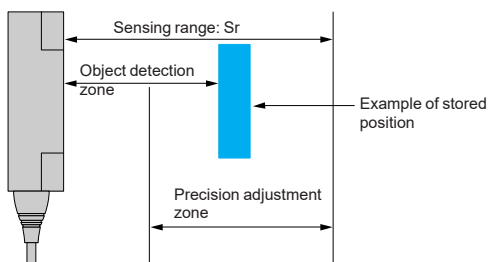 Sensing range: Sr
Object detection
zone
Example of stored
position
Precision adjustment
zone